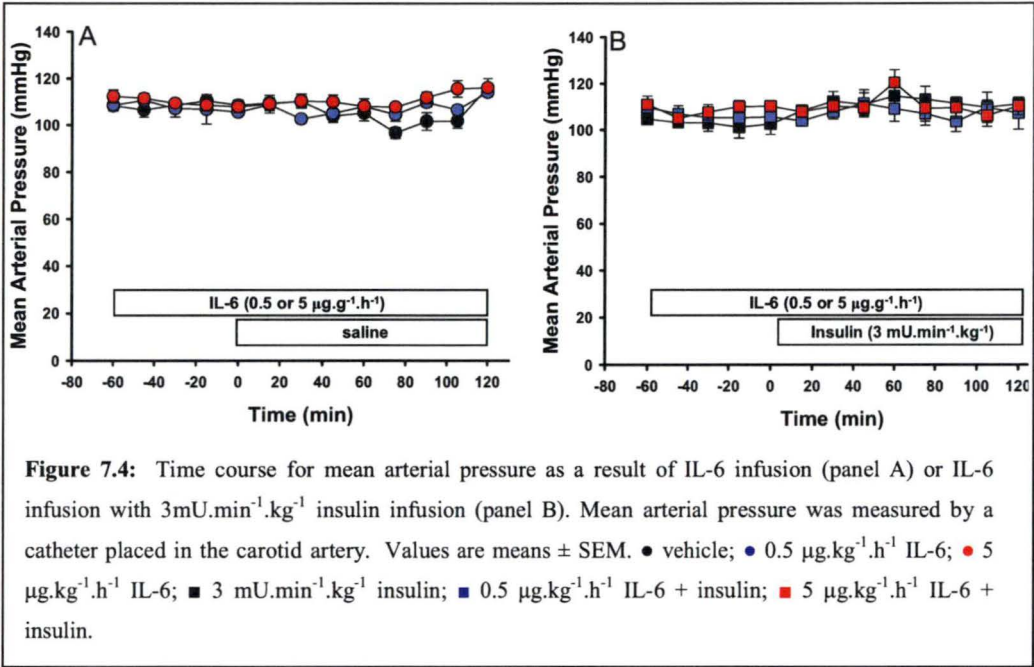 A
Mean Arterial Pressure (mmHg)
140
120
100
80
60
40
20
0
IL-6 (0.5 or 5 µg.g⁻¹.h⁻¹)
saline
-80 -60 -40 -20 0 20 40 60 80 100 120
Time (min)
B
Mean Arterial Pressure (mmHg)
140
120
100
80
60
40
20
0
IL-6 (0.5 or 5 µg.g⁻¹.h⁻¹)
Insulin (3 mU.min⁻¹.kg⁻¹)
-80 -60 -40 -20 0 20 40 60 80 100 120
Time (min)
Figure 7.4: Time course for mean arterial pressure as a result of IL-6 infusion (panel A) or IL-6
infusion with 3mU.min⁻¹.kg⁻¹ insulin infusion (panel B). Mean arterial pressure was measured by a
catheter placed in the carotid artery. Values are means ± SEM. ● vehicle; ● 0.5 µg.kg⁻¹.h⁻¹ IL-6; ● 5
µg.kg⁻¹.h⁻¹ IL-6; ■ 3 mU.min⁻¹.kg⁻¹ insulin; ■ 0.5 µg.kg⁻¹.h⁻¹ IL-6 + insulin; ■ 5 µg.kg⁻¹.h⁻¹ IL-6 +
insulin.